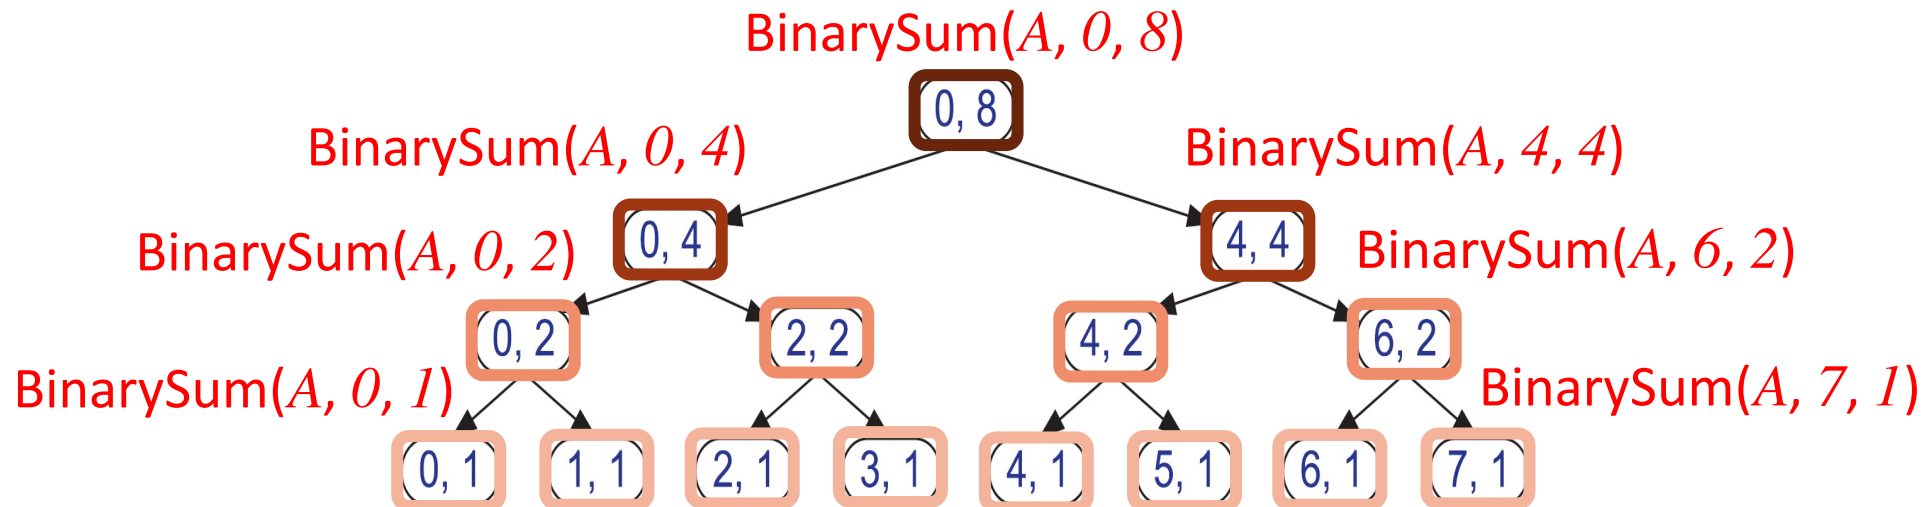 BinarySum(A, 0, 8)
0, 8
BinarySum(A, 0, 4)
BinarySum(A, 4, 4)
0, 4
4, 4
BinarySum(A, 0, 2)
BinarySum(A, 6, 2)
0, 2
2, 2
4, 2
6, 2
BinarySum(A, 0, 1)
BinarySum(A, 7, 1)
0, 1
1, 1
2, 1
3, 1
4, 1
5, 1
6, 1
7, 1